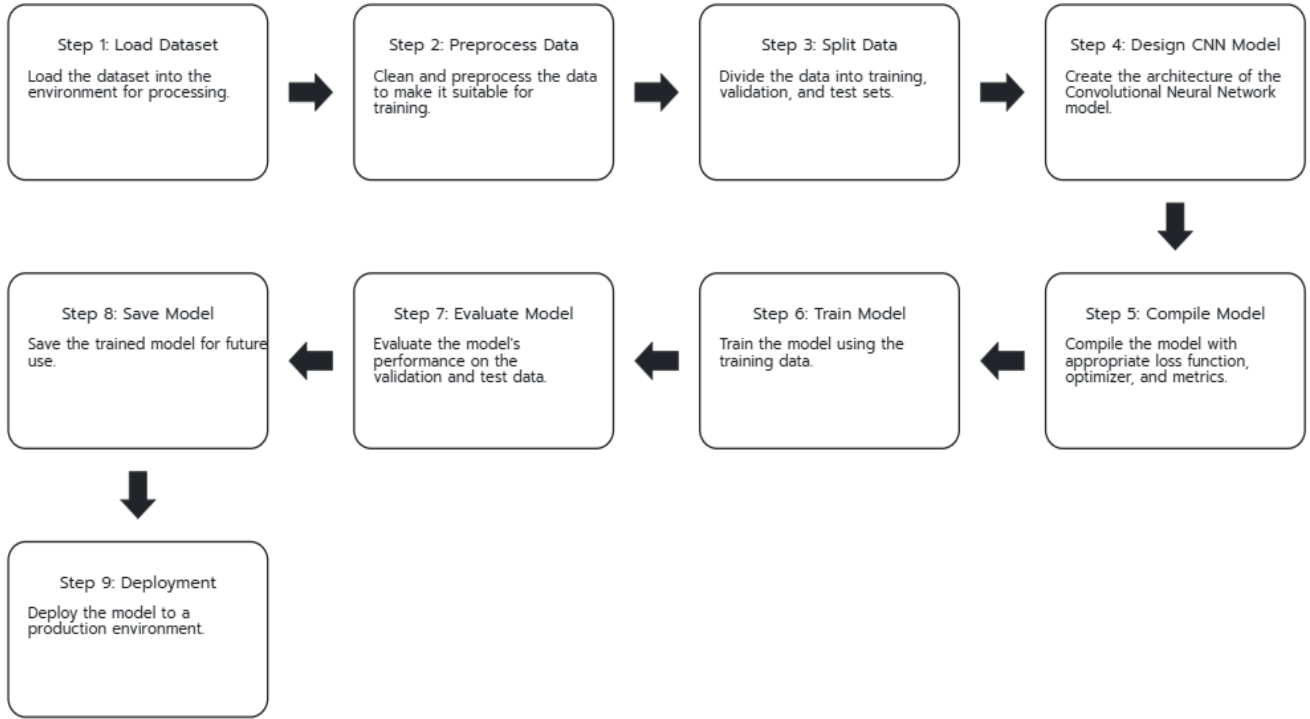 Step 1: Load Dataset
Load the dataset into the
environment for processing.
Step 2: Preprocess Data
Clean and preprocess the data
to make it suitable for
training.
Step 3: Split Data
Divide the data into training,
validation, and test sets.
Step 4: Design CNN Model
Create the architecture of the
Convolutional Neural Network
model.
Step 5: Compile Model
Compile the model with
appropriate loss function,
optimizer, and metrics.
Step 6: Train Model
Train the model using the
training data.
Step 7: Evaluate Model
Evaluate the model's
performance on the
validation and test data.
Step 8: Save Model
Save the trained model for future
use.
Step 9: Deployment
Deploy the model to a
production environment.